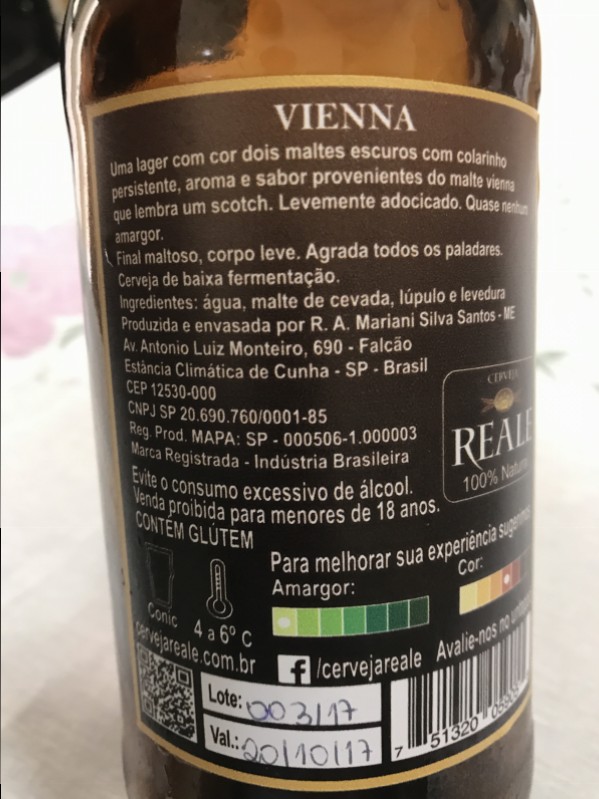 VIENNA
Uma lager com cor dois maltes escuros com colarinho
persistente, aroma e sabor provenientes do malte vienna
que lembra um scotch. Levemente adocicado. Quase nenhum
amargor.
Final maltoso, corpo leve. Agrada todos os paladares.
Cerveja de baixa fermentação.
Ingredientes: água, malte de cevada, lúpulo e levedura
Produzida e envasada por R. A. Mariani Silva Santos - ME
Av. Antonio Luiz Monteiro, 690 - Falcão
Estância Climática de Cunha - SP - Brasil
CEP 12530-000
CNPJ SP 20.690.760/0001-85
Reg. Prod. MAPA: SP - 000506-1.000003
Marca Registrada - Indústria Brasileira
CERVEJA
REALE
100% Natural
Evite o consumo excessivo de álcool.
Venda proibida para menores de 18 anos.
CONTÉM GLÚTEM
Para melhorar sua experiência sugerimos
Amargor:
Cor:
Conic
4 a 6º C
cervejareale.com.br
f /cervejareale
Avalie-nos no
Lote: 003/17
Val.: 20/10/17
7 51320